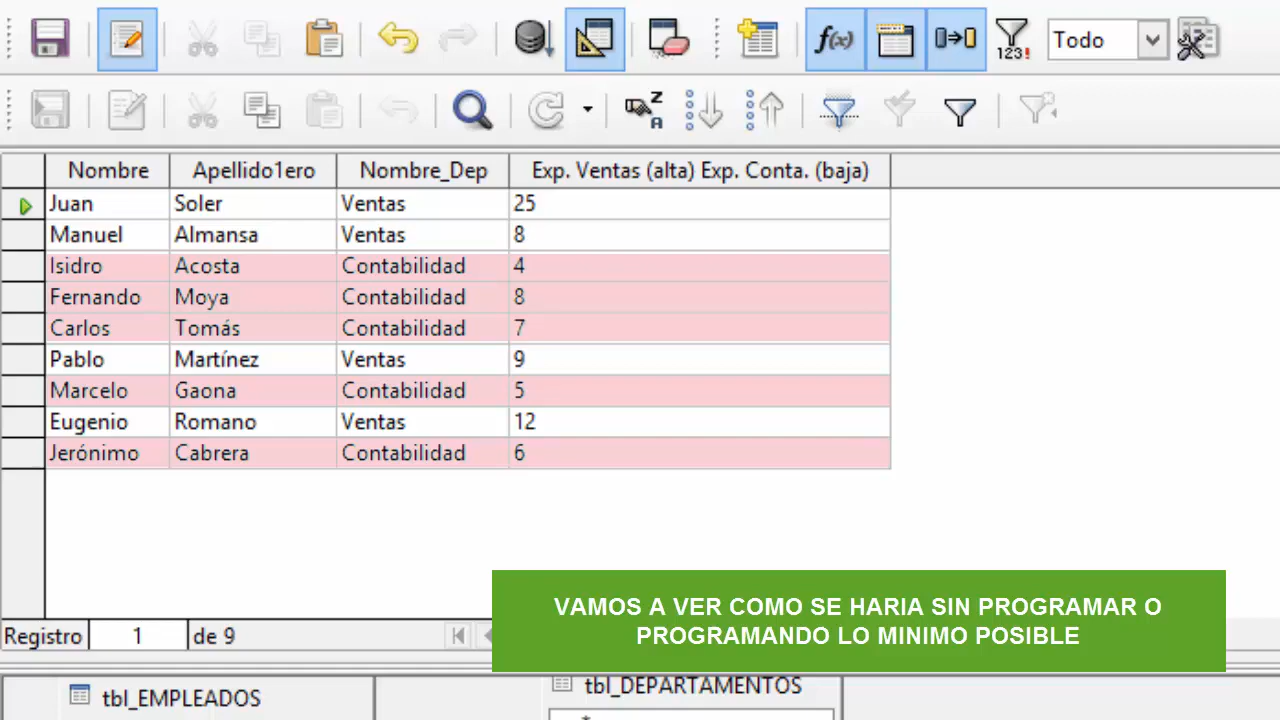 f(x)
123!
Todo
Z
A
Nombre Apellido1ero Nombre_Dep Exp. Ventas (alta) Exp. Conta. (baja)
Juan Soler Ventas 25
Manuel Almansa Ventas 8
Isidro Acosta Contabilidad 4
Fernando Moya Contabilidad 8
Carlos Tomás Contabilidad 7
Pablo Martínez Ventas 9
Marcelo Gaona Contabilidad 5
Eugenio Romano Ventas 12
Jerónimo Cabrera Contabilidad 6
VAMOS A VER COMO SE HARIA SIN PROGRAMAR O
PROGRAMANDO LO MINIMO POSIBLE
Registro 1 de 9
tbl_EMPLEADOS
tbl_DEPARTAMENTOS
*